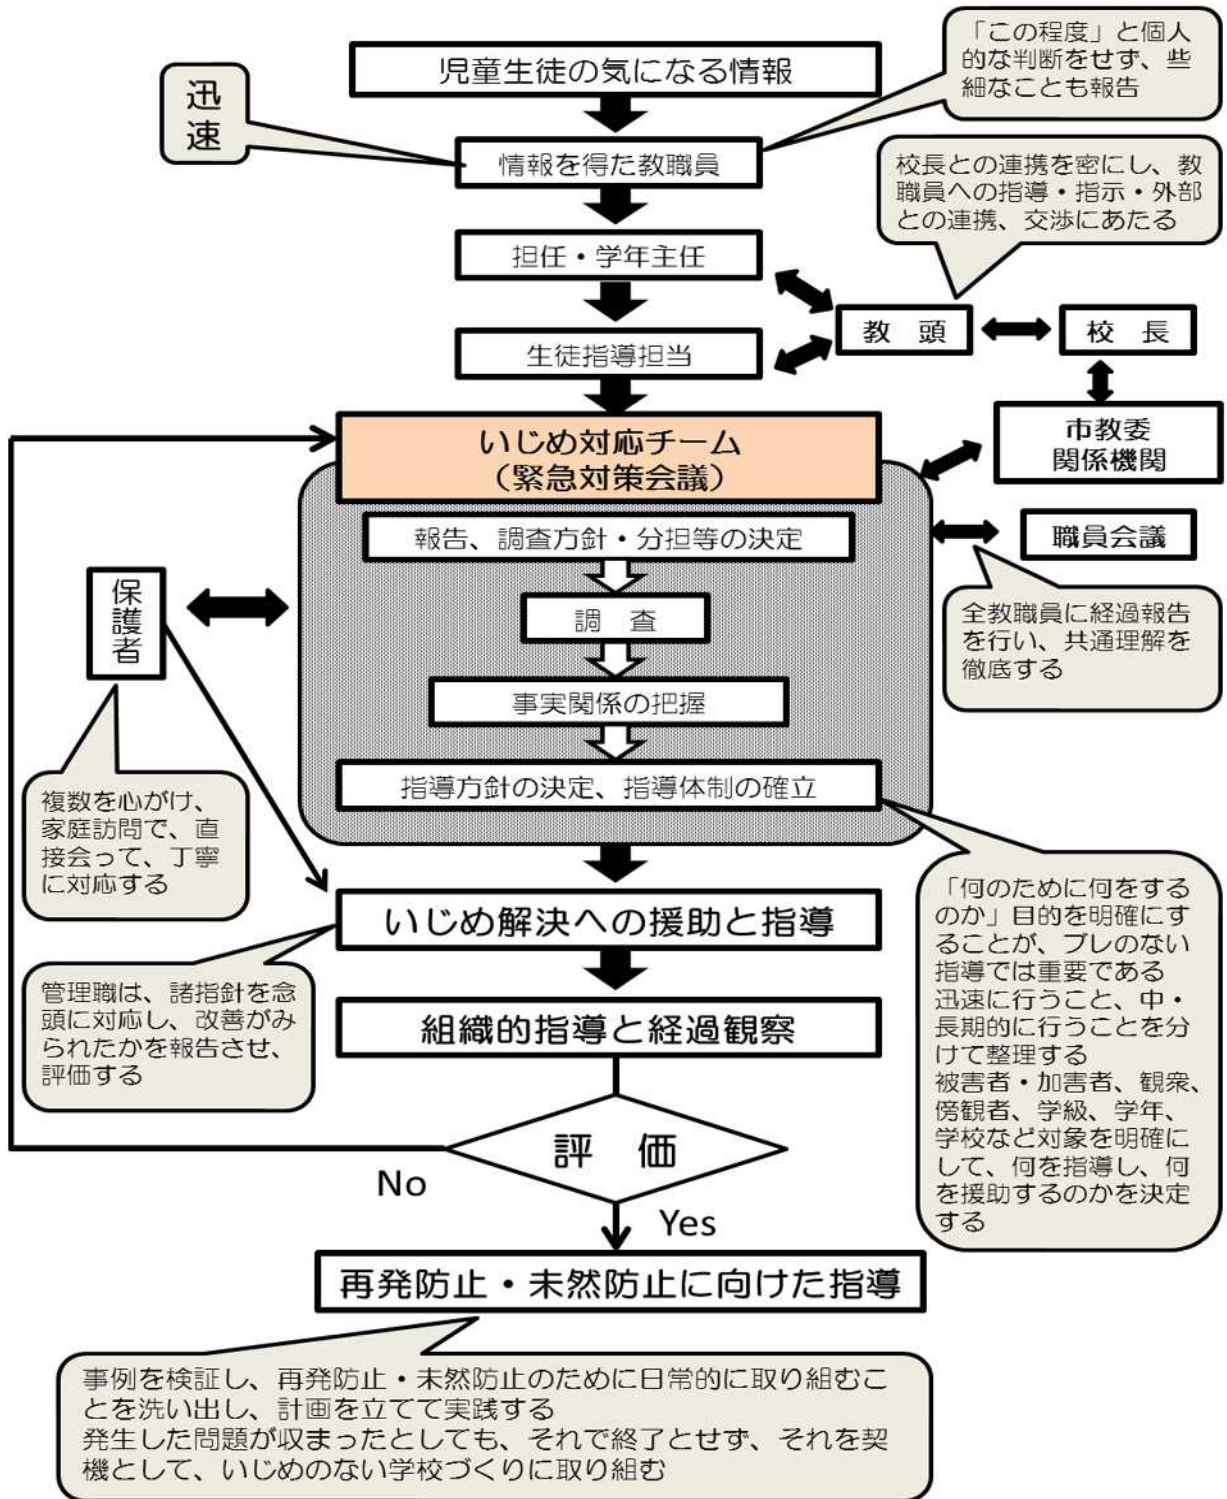 児童生徒の気になる情報
「この程度」と個人
的な判断をせず、些
細なことも報告
迅
速
情報を得た教職員
校長との連携を密にし、教
職員への指導・指示・外部
との連携、交渉にあたる
担任・学年主任
教 頭
校 長
生徒指導担当
市教委
関係機関
いじめ対応チーム
（緊急対策会議）
報告、調査方針・分担等の決定
職員会議
保
護
者
調 査
全教職員に経過報告
を行い、共通理解を
徹底する
事実関係の把握
指導方針の決定、指導体制の確立
複数を心がけ、
家庭訪問で、直
接会って、丁寧
に対応する
「何のために何をする
のか」目的を明確にす
ることが、ブレのない
指導では重要である
迅速に行うこと、中・
長期的に行うことを分
けて整理する
被害者・加害者、観衆、
傍観者、学級、学年、
学校など対象を明確に
して、何を指導し、何
を援助するのかを決定
する
いじめ解決への援助と指導
管理職は、諸指針を念
頭に対応し、改善がみ
られたかを報告させ、
評価する
組織的指導と経過観察
評 価
No
Yes
再発防止・未然防止に向けた指導
事例を検証し、再発防止・未然防止のために日常的に取り組むこ
とを洗い出し、計画を立てて実践する
発生した問題が収まったとしても、それで終了とせず、それを契
機として、いじめのない学校づくりに取り組む